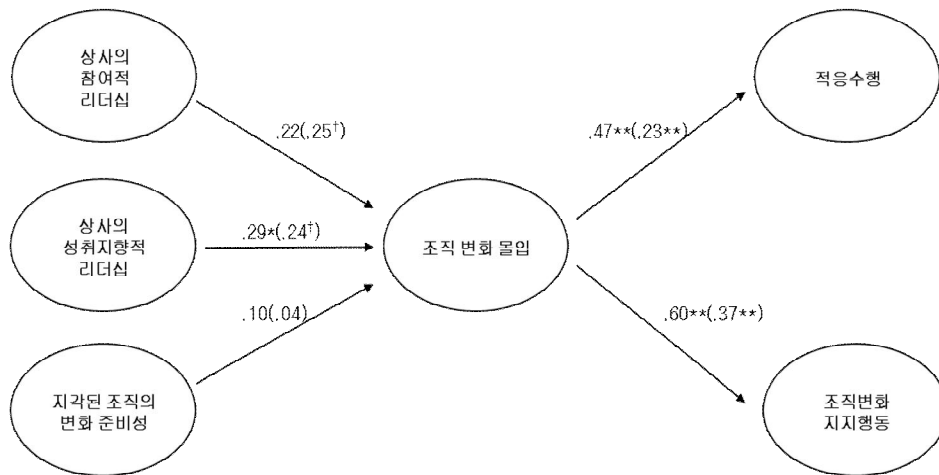 상사의
참여적
리더십
적응수행
.22(.25†)
.47**(.23**)
상사의
성취지향적
리더십
.29*(.24†)
조직 변화 몰입
.10(.04)
.60**(.37**)
지각된 조직의
변화 준비성
조직변화
지지행동